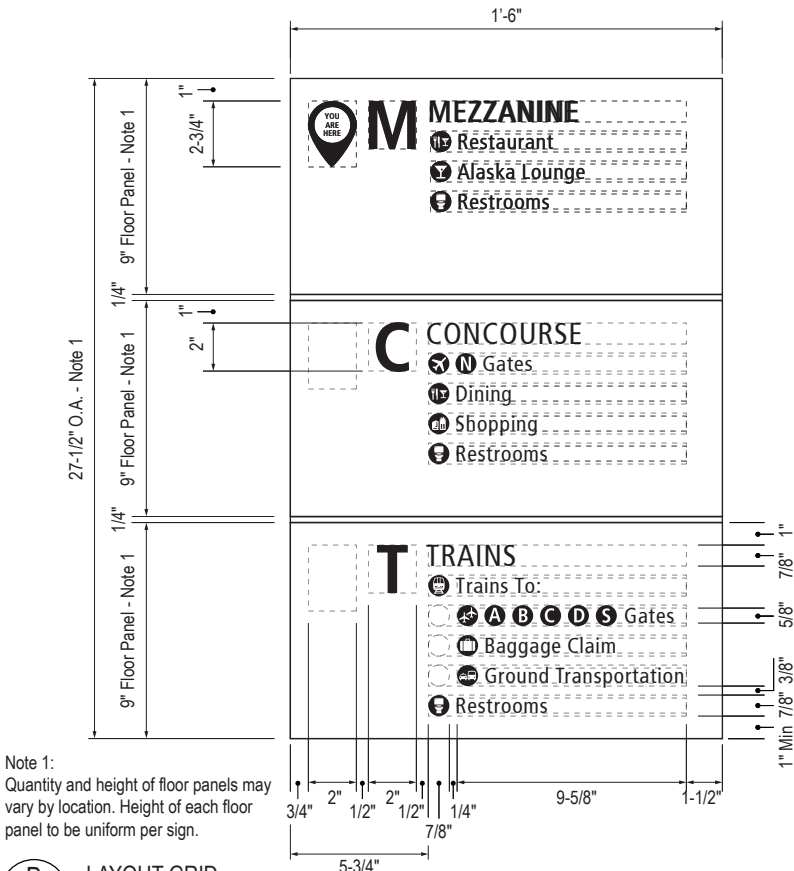 1'-6"
1"
2-3/4"
9" Floor Panel - Note 1
YOU
ARE
HERE
M MEZZANINE
Restaurant
Alaska Lounge
Restrooms
1/4"
27-1/2" O.A. - Note 1
1"
2"
9" Floor Panel - Note 1
C CONCOURSE
N Gates
Dining
Shopping
Restrooms
1/4"
9" Floor Panel - Note 1
T TRAINS
Trains To:
A B C D S Gates
Baggage Claim
Ground Transportation
Restrooms
1"
7/8"
5/8"
3/8"
7/8"
1" Min
3/4"
2"
1/2"
2"
1/2"
7/8"
1/4"
9-5/8"
1-1/2"
5-3/4"
Note 1:
Quantity and height of floor panels may
vary by location. Height of each floor
panel to be uniform per sign.